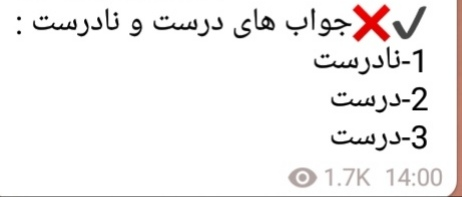 ✔❌جواب های درست و نادرست :
1-نادرست
2-درست
3-درست
1.7K 14:00